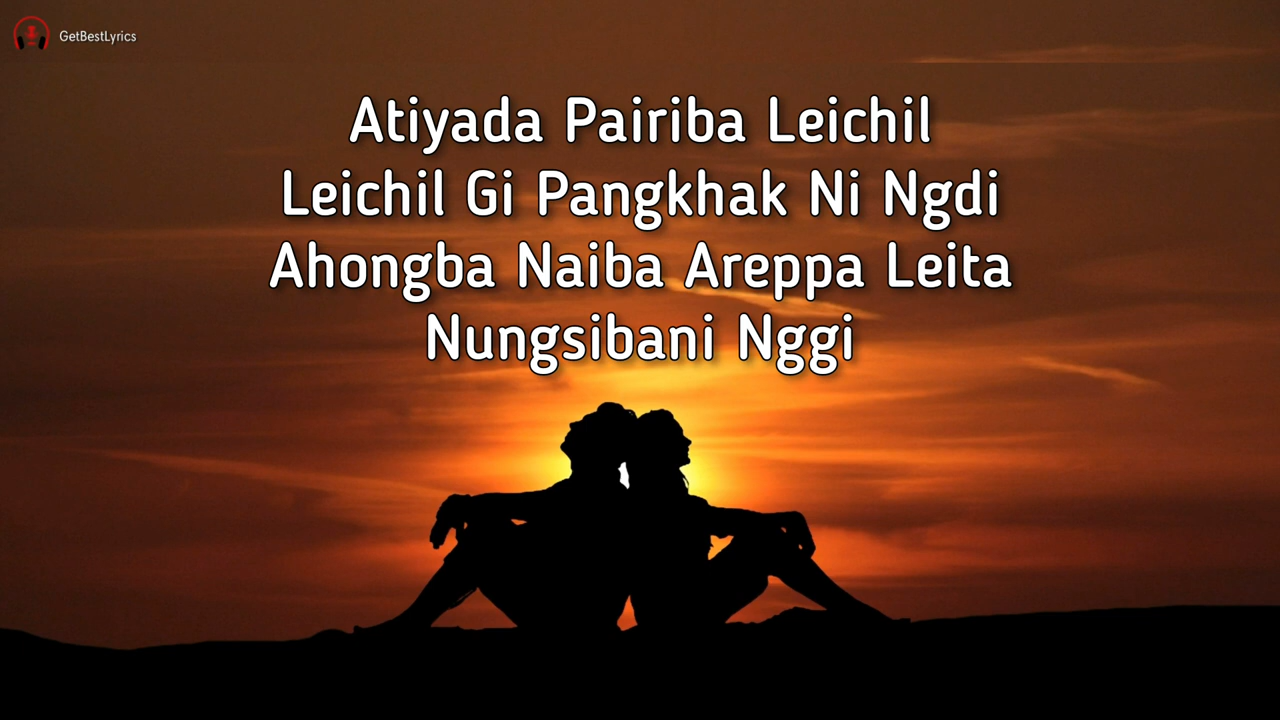 GetBestLyrics
Atiyada Pairiba Leichil
Leichil Gi Pangkhak Ni Ngdi
Ahongba Naiba Areppa Leita
Nungsibani Nggi